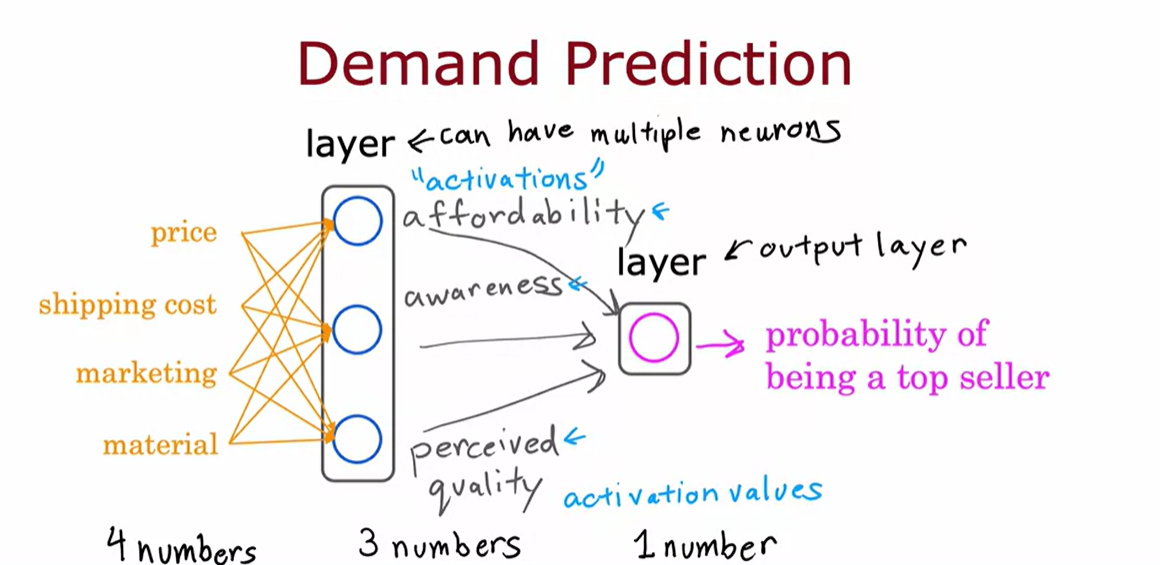 Demand Prediction
layer ← can have multiple neurons
"activations"
affordability ←
layer ← output layer
price
shipping cost
marketing
material
awareness ←
probability of
being a top seller
perceived ←
quality
activation values
4 numbers
3 numbers
1 number